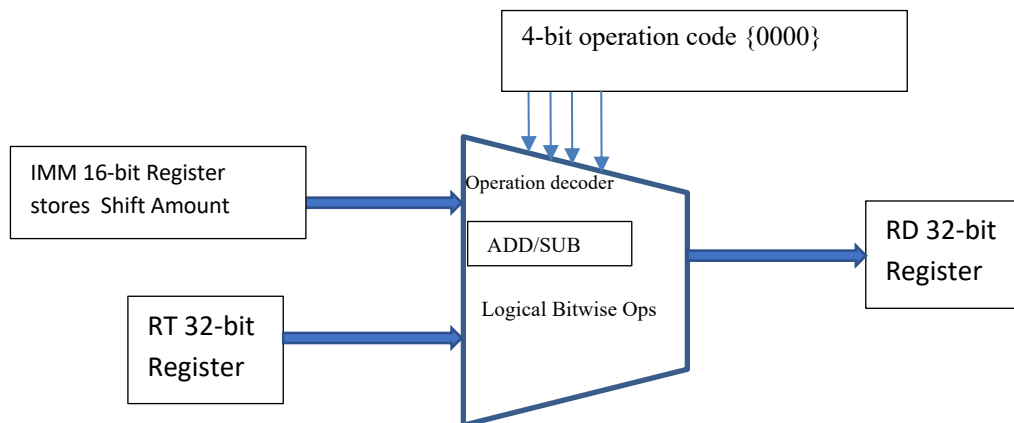 4-bit operation code {0000}
IMM 16-bit Register
stores Shift Amount
Operation decoder
ADD/SUB
Logical Bitwise Ops
RT 32-bit
Register
RD 32-bit
Register